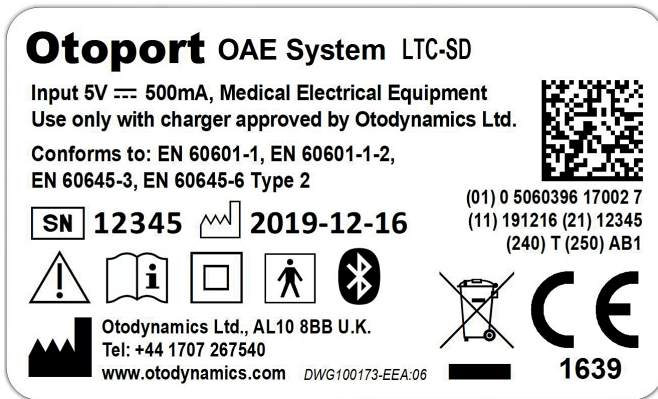 Otoport OAE System LTC-SD
Input 5V ⎓ 500mA, Medical Electrical Equipment
Use only with charger approved by Otodynamics Ltd.
Conforms to: EN 60601-1, EN 60601-1-2,
EN 60645-3, EN 60645-6 Type 2
(01) 0 5060396 17002 7
(11) 191216 (21) 12345
(240) T (250) AB1
SN 12345 2019-12-16
i
CE
1639
Otodynamics Ltd., AL10 8BB U.K.
Tel: +44 1707 267540
www.otodynamics.com DWG100173-EEA:06